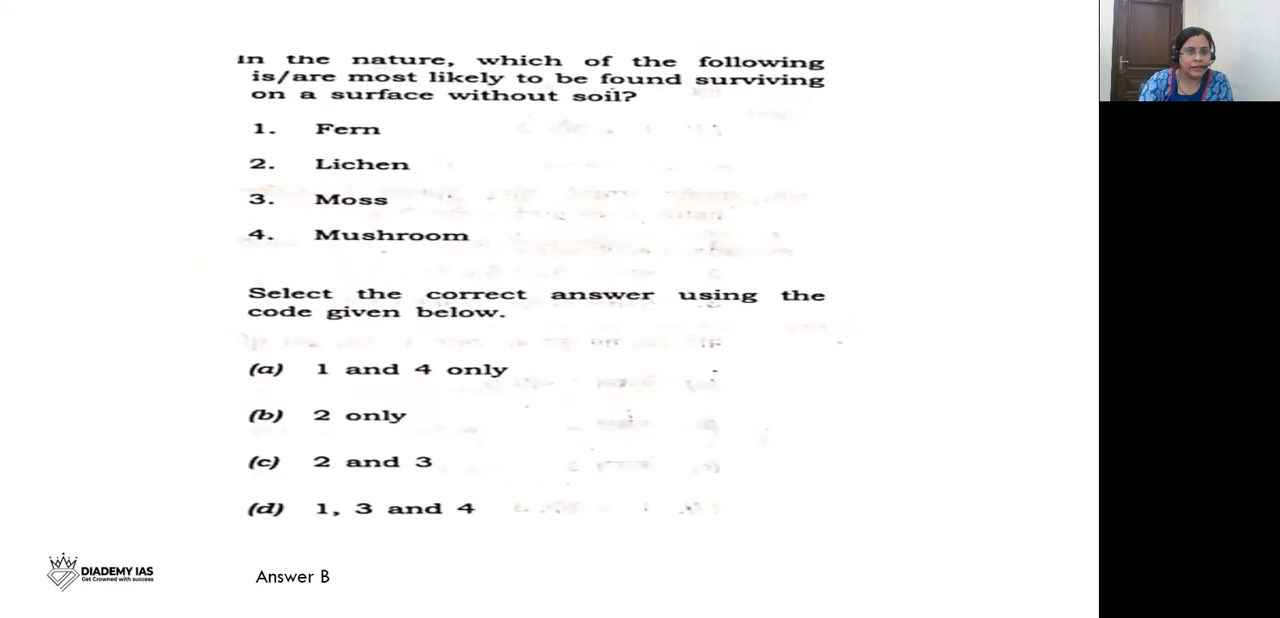 In the nature, which of the following
is/are most likely to be found surviving
on a surface without soil?
1. Fern
2. Lichen
3. Moss
4. Mushroom
Select the correct answer using the
code given below.
(a) 1 and 4 only
(b) 2 only
(c) 2 and 3
(d) 1, 3 and 4
DIADEMY IAS
Get Crowned with success
Answer B